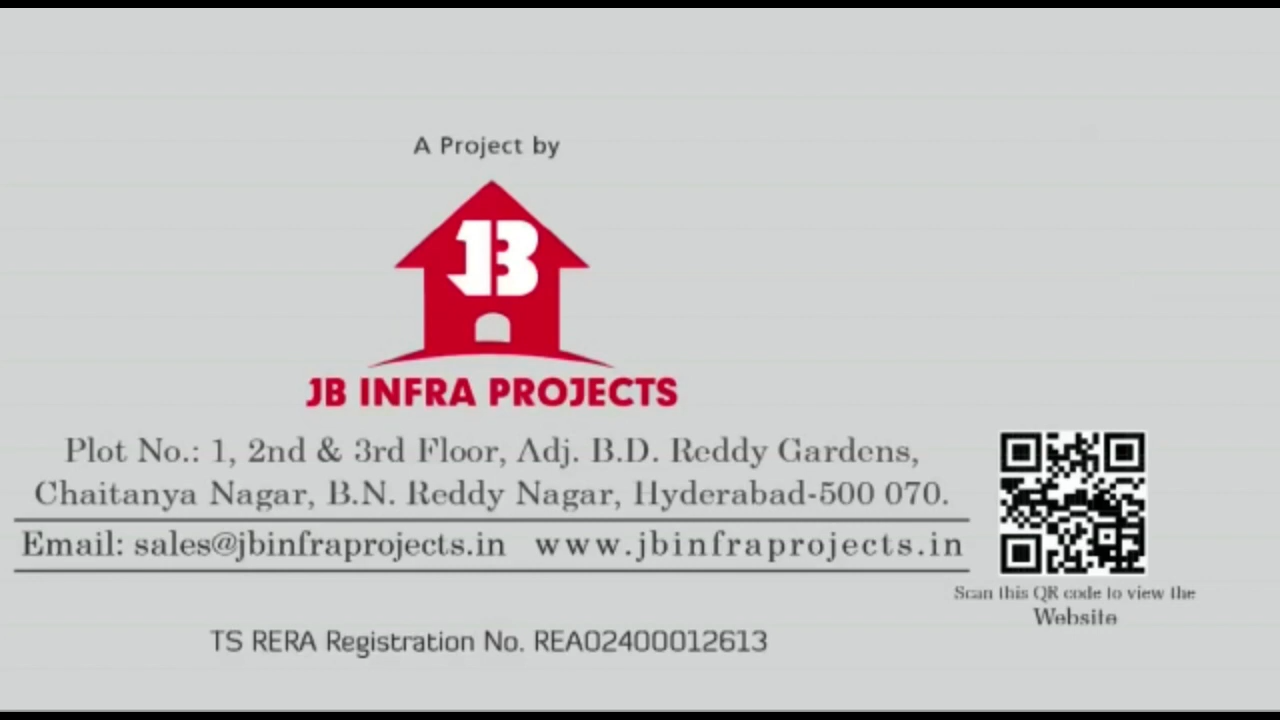 A Project by
JB
JB INFRA PROJECTS
Plot No.: 1, 2nd & 3rd Floor, Adj. B.D. Reddy Gardens,
Chaitanya Nagar, B.N. Reddy Nagar, Hyderabad-500 070.
Email: sales@jbinfraprojects.in www.jbinfraprojects.in
Scan this QR code to view the
Website
TS RERA Registration No. REA02400012613